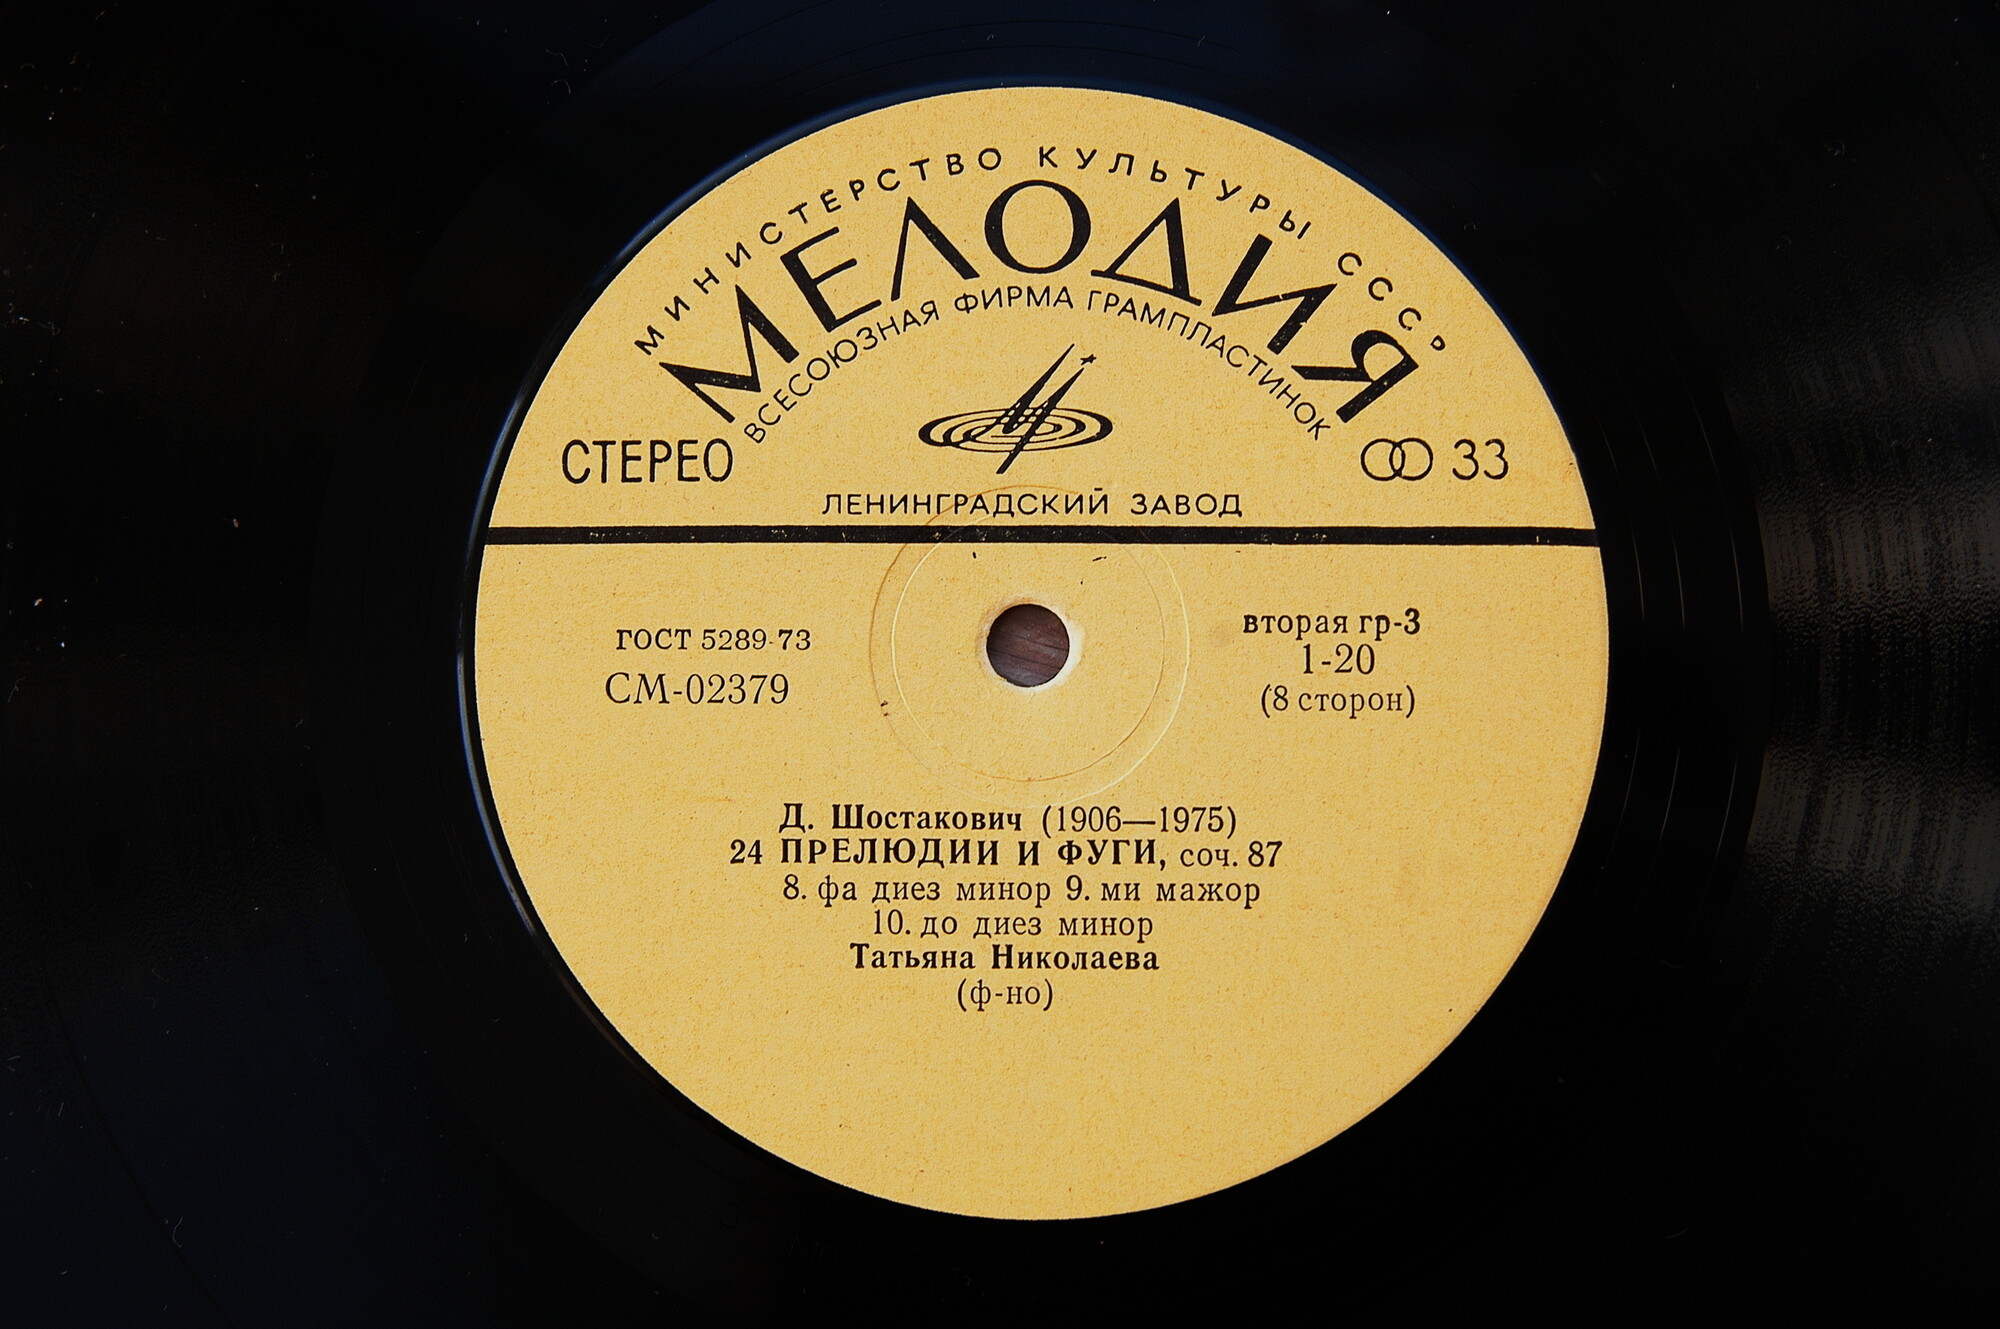 МИНИСТЕРСТВО КУЛЬТУРЫ СССР
МЕЛОДИЯ
ВСЕСОЮЗНАЯ ФИРМА ГРАМПЛАСТИНОК
СТЕРЕО
33
ЛЕНИНГРАДСКИЙ ЗАВОД
ГОСТ 5289-73
СМ-02379
вторая гр-3
1-20
(8 сторон)
Д. Шостакович (1906—1975)
24 ПРЕЛЮДИИ И ФУГИ, соч. 87
8. фа диез минор 9. ми мажор
10. до диез минор
Татьяна Николаева
(ф-но)